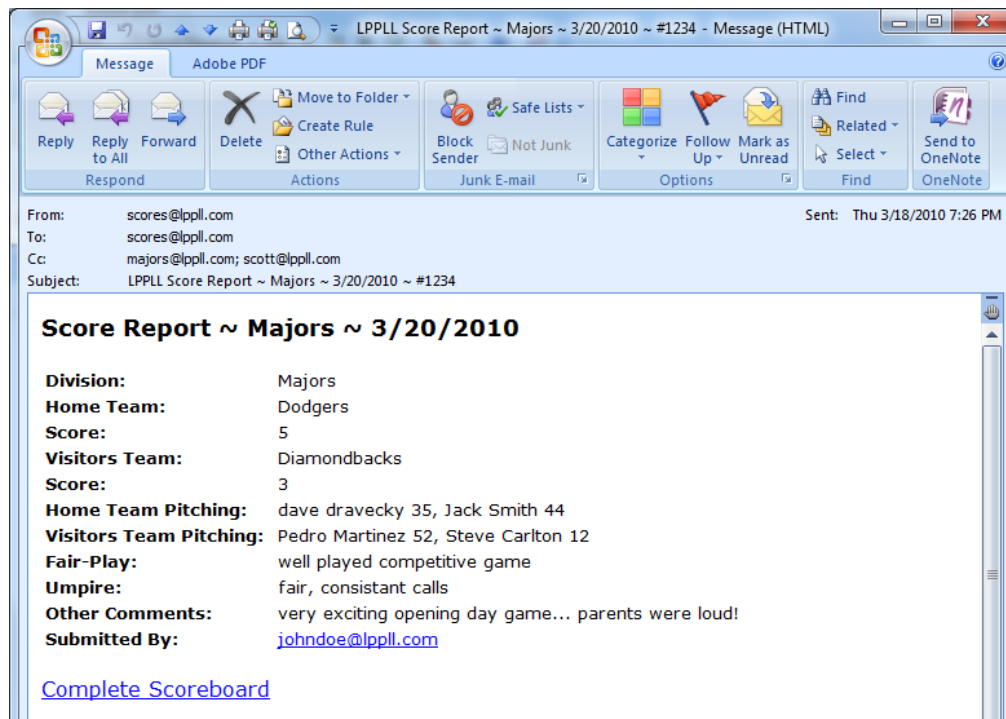 LPPLL Score Report ~ Majors ~ 3/20/2010 ~ #1234 - Message (HTML)
Message Adobe PDF
Reply Reply to All Forward Delete Move to Folder Create Rule Other Actions Block Sender Safe Lists Not Junk Categorize Follow Up Mark as Unread Find Related Select Send to OneNote
Respond Actions Junk E-mail Options Find OneNote
From: scores@lppll.com Sent: Thu 3/18/2010 7:26 PM
To: scores@lppll.com
Cc: majors@lppll.com; scott@lppll.com
Subject: LPPLL Score Report ~ Majors ~ 3/20/2010 ~ #1234
Score Report ~ Majors ~ 3/20/2010
Division: Majors
Home Team: Dodgers
Score: 5
Visitors Team: Diamondbacks
Score: 3
Home Team Pitching: dave dravecky 35, Jack Smith 44
Visitors Team Pitching: Pedro Martinez 52, Steve Carlton 12
Fair-Play: well played competitive game
Umpire: fair, consistant calls
Other Comments: very exciting opening day game... parents were loud!
Submitted By: johndoe@lppll.com
Complete Scoreboard